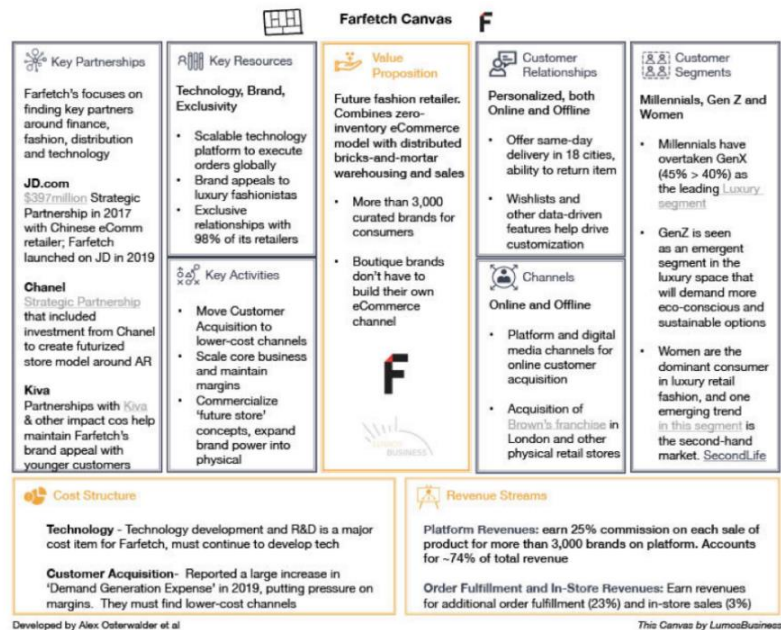 Farfetch Canvas
Key Partnerships
Farfetch's focuses on
finding key partners
around finance,
fashion, distribution
and technology
JD.com
$397million Strategic
Partnership in 2017
with Chinese eComm
retailer; Farfetch
launched on JD in 2019
Chanel
Strategic Partnership
that included
investment from Chanel
to create futurized
store model around AR
Kiva
Partnerships with Kiva
& other impact cos help
maintain Farfetch's
brand appeal with
younger customers
Key Resources
Technology, Brand,
Exclusivity
• Scalable technology
platform to execute
orders globally
• Brand appeals to
luxury fashionistas
• Exclusive
relationships with
98% of its retailers
Key Activities
• Move Customer
Acquisition to
lower-cost channels
• Scale core business
and maintain
margins
• Commercialize
'future store'
concepts, expand
brand power into
physical
Value
Proposition
Future fashion retailer.
Combines zero-
inventory eCommerce
model with distributed
bricks-and-mortar
warehousing and sales
• More than 3,000
curated brands for
consumers
• Boutique brands
don't have to
build their own
eCommerce
channel
LUMOS
BUSINESS
Customer
Relationships
Personalized, both
Online and Offline
• Offer same-day
delivery in 18 cities,
ability to return item
• Wishlists and
other data-driven
features help drive
customization
Channels
Online and Offline
• Platform and digital
media channels for
online customer
acquisition
• Acquisition of
Brown's franchise in
London and other
physical retail stores
Customer
Segments
Millennials, Gen Z and
Women
• Millennials have
overtaken GenX
(45% > 40%) as
the leading Luxury
segment
• GenZ is seen
as an emergent
segment in the
luxury space that
will demand more
eco-conscious and
sustainable options
• Women are the
dominant consumer
in luxury retail
fashion, and one
emerging trend
in this segment is
the second-hand
market. SecondLife
Cost Structure
Technology - Technology development and R&D is a major
cost item for Farfetch, must continue to develop tech
Customer Acquisition- Reported a large increase in
'Demand Generation Expense' in 2019, putting pressure on
margins. They must find lower-cost channels
Revenue Streams
Platform Revenues: earn 25% commission on each sale of
product for more than 3,000 brands on platform. Accounts
for ~74% of total revenue
Order Fulfillment and In-Store Revenues: Earn revenues
for additional order fulfillment (23%) and in-store sales (3%)
Developed by Alex Osterwalder et al
This Canvas by LumosBusiness